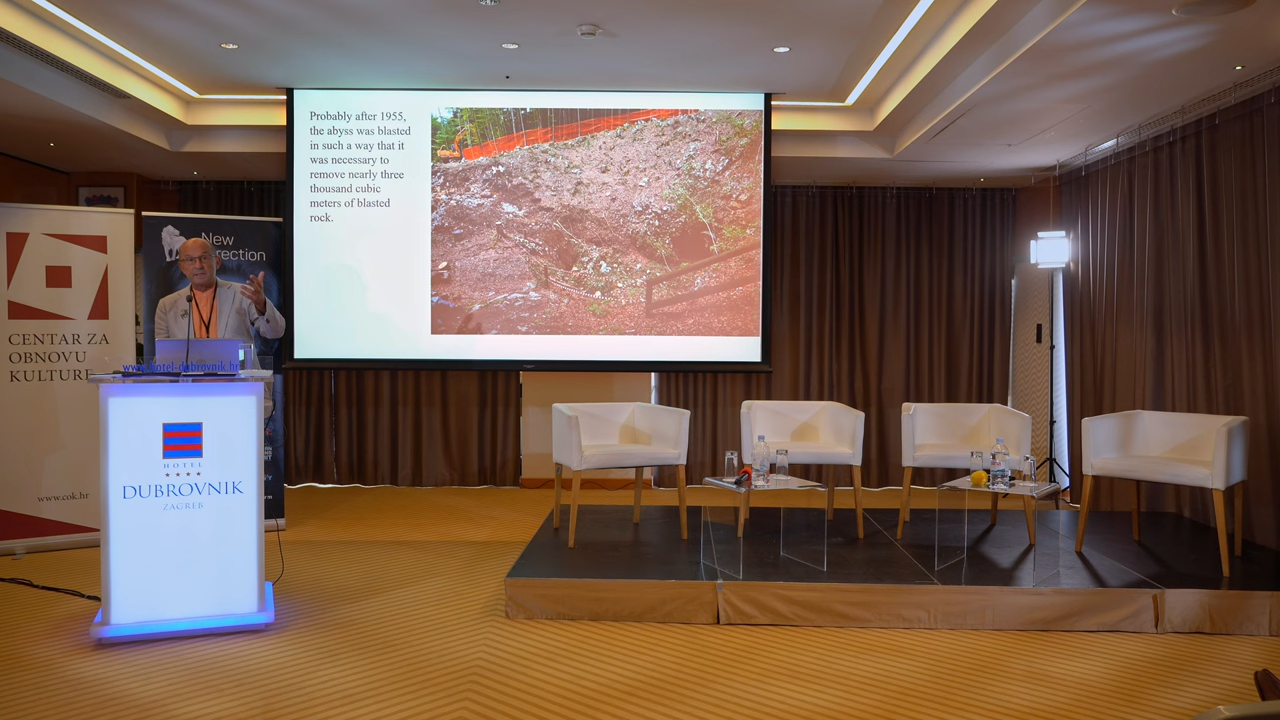 Probably after 1955,
the abyss was blasted
in such a way that it
was necessary to
remove nearly three
thousand cubic
meters of blasted
rock.
New
CENTAR ZA
OBNOVU
KULTURE
www.cok.hr
www.hotel-dubrovnik.hr
HOTEL
DUBROVNIK
ZAGREB